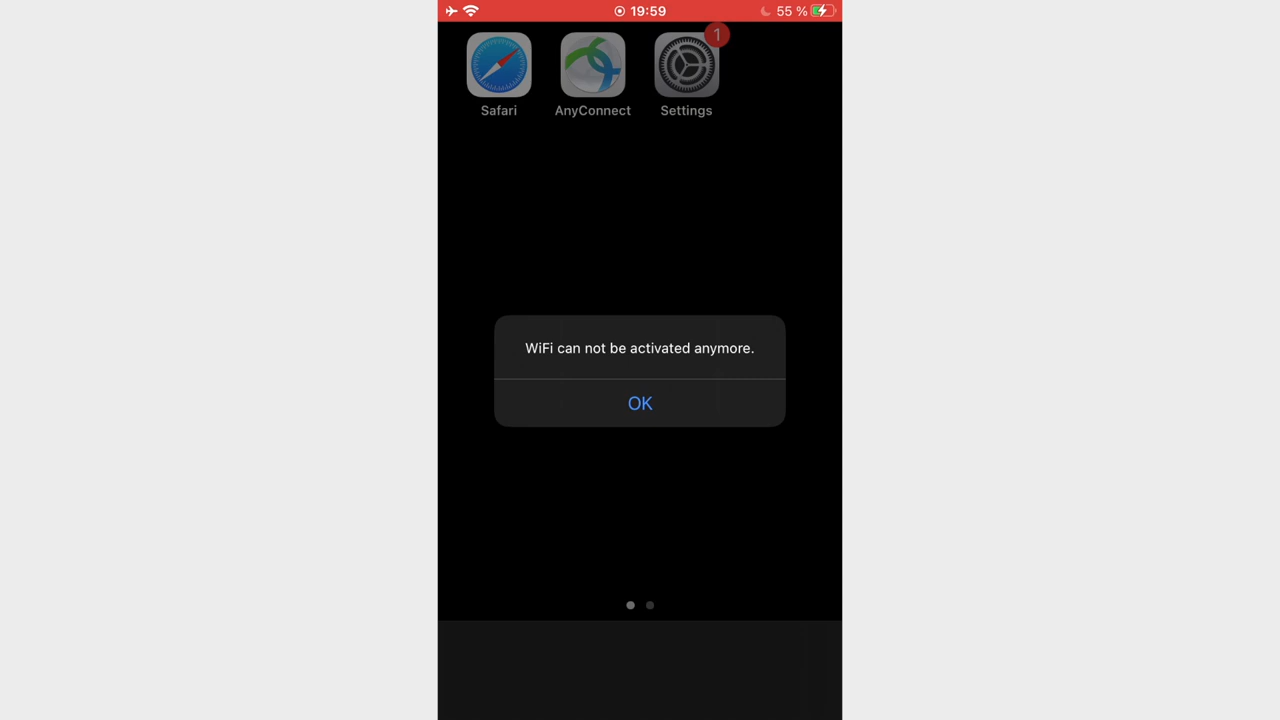 19:59
55 %
1
Safari
AnyConnect
Settings
WiFi can not be activated anymore.
OK